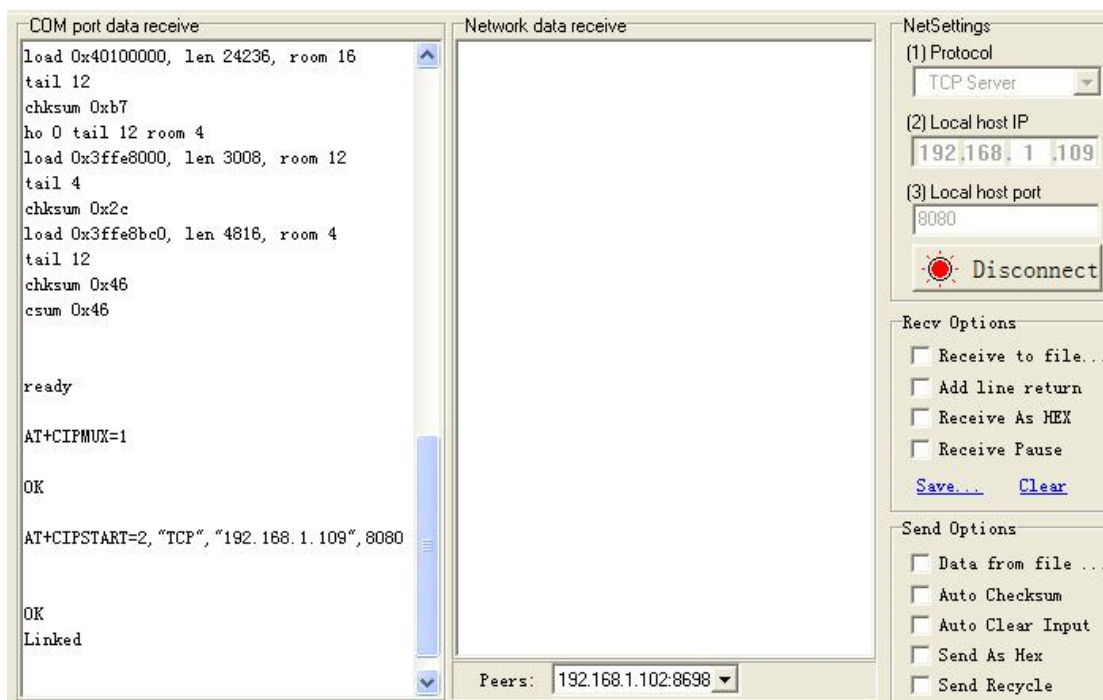 COM port data receive
load 0x40100000, len 24236, room 16
tail 12
chksum 0xb7
ho 0 tail 12 room 4
load 0x3ffe8000, len 3008, room 12
tail 4
chksum 0x2c
load 0x3ffe8bc0, len 4816, room 4
tail 12
chksum 0x46
csum 0x46
ready
AT+CIPMUX=1
OK
AT+CIPSTART=2, "TCP", "192.168.1.109", 8080
OK
Linked
Network data receive
Peers: 192.168.1.102:8698
NetSettings
(1) Protocol
TCP Server
(2) Local host IP
192.168. 1 .109
(3) Local host port
8080
Disconnect
Recv Options
Receive to file..
Add line return
Receive As HEX
Receive Pause
Save... Clear
Send Options
Data from file ..
Auto Checksum
Auto Clear Input
Send As Hex
Send Recycle